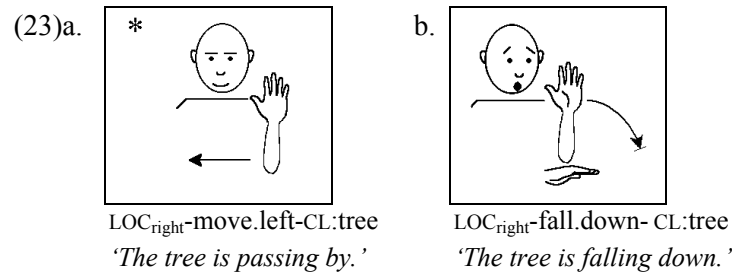 (23)a. * b.
LOCright-move.left-CL:tree LOCright-fall.down- CL:tree
‘The tree is passing by.’ ‘The tree is falling down.’